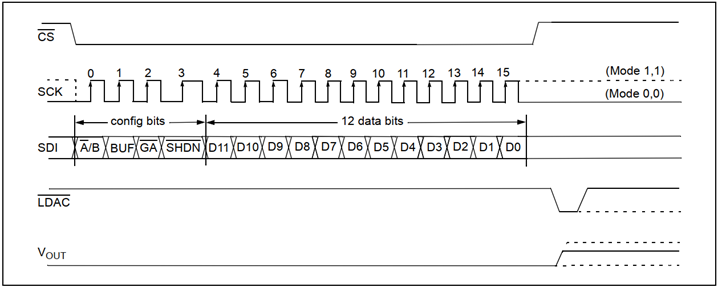 CS
0 1 2 3 4 5 6 7 8 9 10 11 12 13 14 15
(Mode 1,1)
SCK
(Mode 0,0)
config bits 12 data bits
SDI A/B BUF GA SHDN D11 D10 D9 D8 D7 D6 D5 D4 D3 D2 D1 D0
LDAC
VOUT